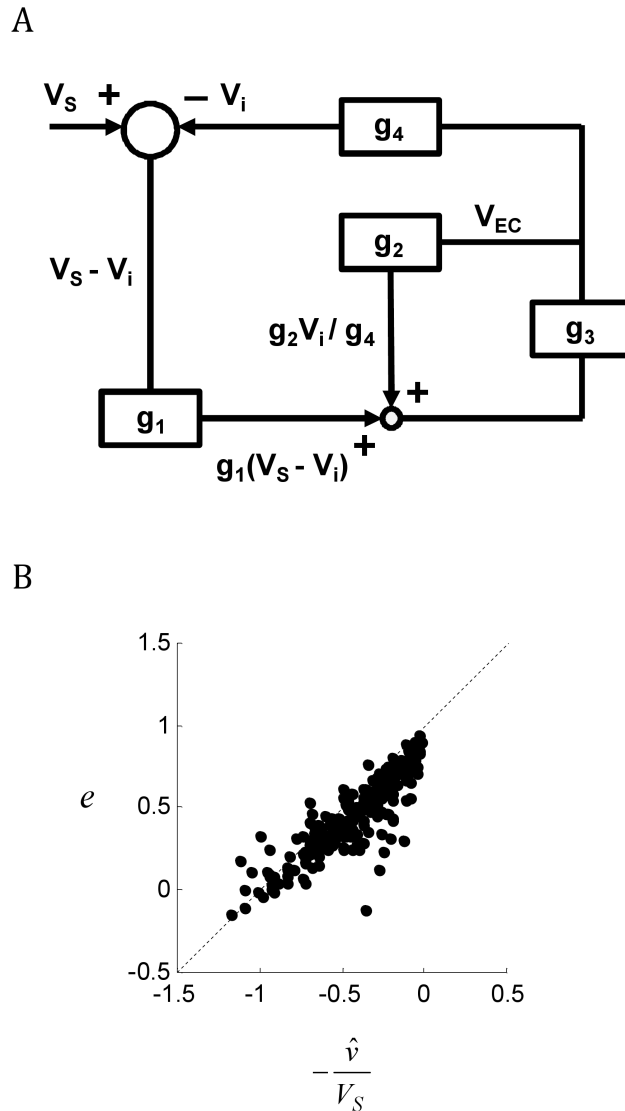 A
V_S + − V_i
g_4
V_EC
g_2
V_S - V_i
g_2V_i / g_4
g_3
+
g_1
+
g_1(V_S - V_i)
B
1.5
1
e
0.5
0
-0.5
-1.5 -1 -0.5 0 0.5
− v̂ / V_S